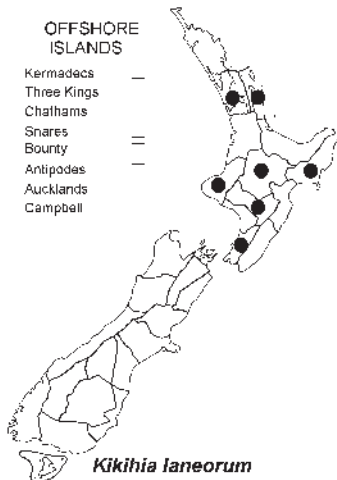 OFFSHORE
ISLANDS
Kermadecs
Three Kings
Chathams
Snares
Bounty
Antipodes
Aucklands
Campbell
Kikihia laneorum